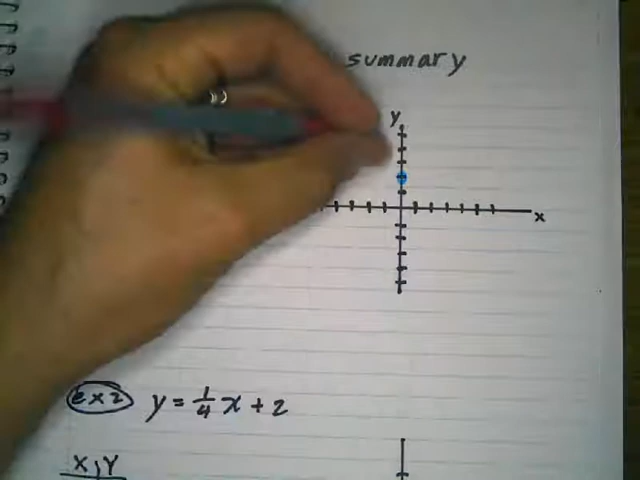 summary
y
x
ex2 y = 1/4 x + 2
x, y